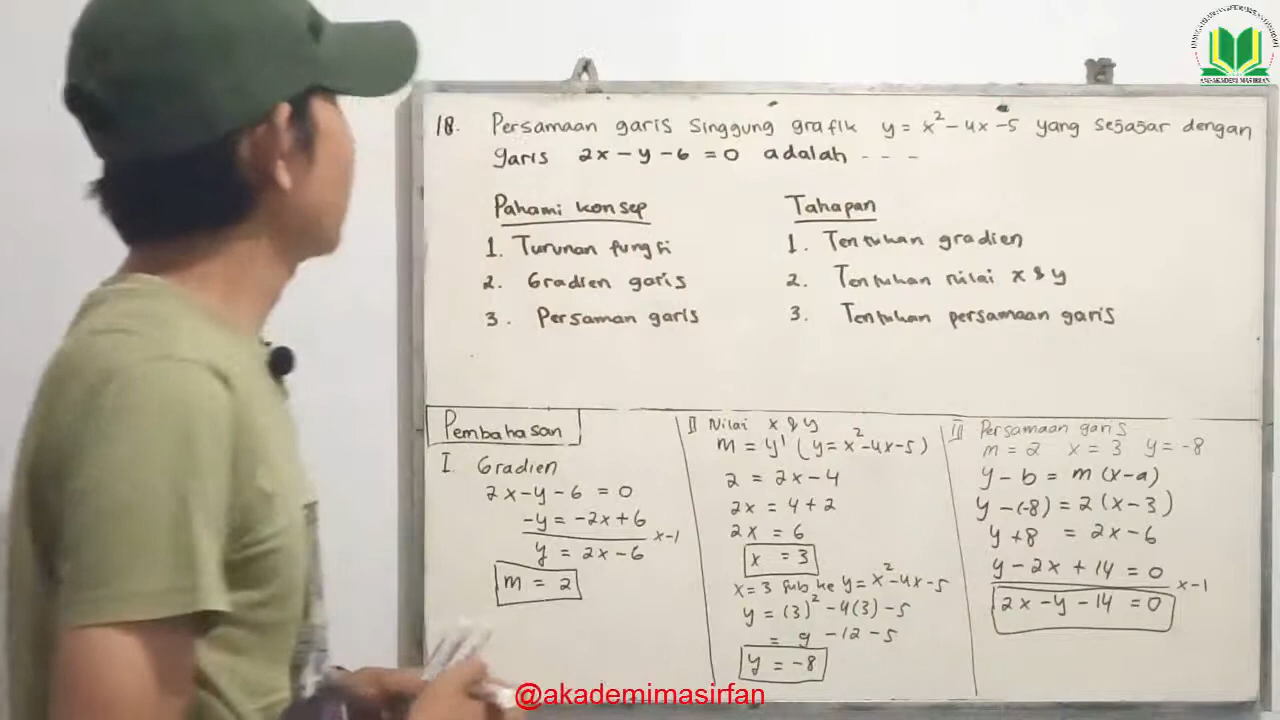 18. Persamaan garis singgung grafik y = x² - 4x - 5 yang sejajar dengan
garis 2x - y - 6 = 0 adalah - - -
Pahami konsep
1. Turunan fungsi
2. Gradien garis
3. Persaman garis
Tahapan
1. Tentukan gradien
2. Tentukan nilai x & y
3. Tentukan persamaan garis
Pembahasan
I. Gradien
2x - y - 6 = 0
-y = -2x + 6
x-1
y = 2x - 6
m = 2
II Nilai x & y
m = y' (y = x² - 4x - 5)
2 = 2x - 4
2x = 4 + 2
2x = 6
x = 3
x = 3 sub ke y = x² - 4x - 5
y = (3)² - 4(3) - 5
= 9 - 12 - 5
y = -8
III Persamaan garis
m = 2 x = 3 y = -8
y - b = m (x - a)
y - (-8) = 2 (x - 3)
y + 8 = 2x - 6
y - 2x + 14 = 0
x-1
2x - y - 14 = 0
@akademimasirfan